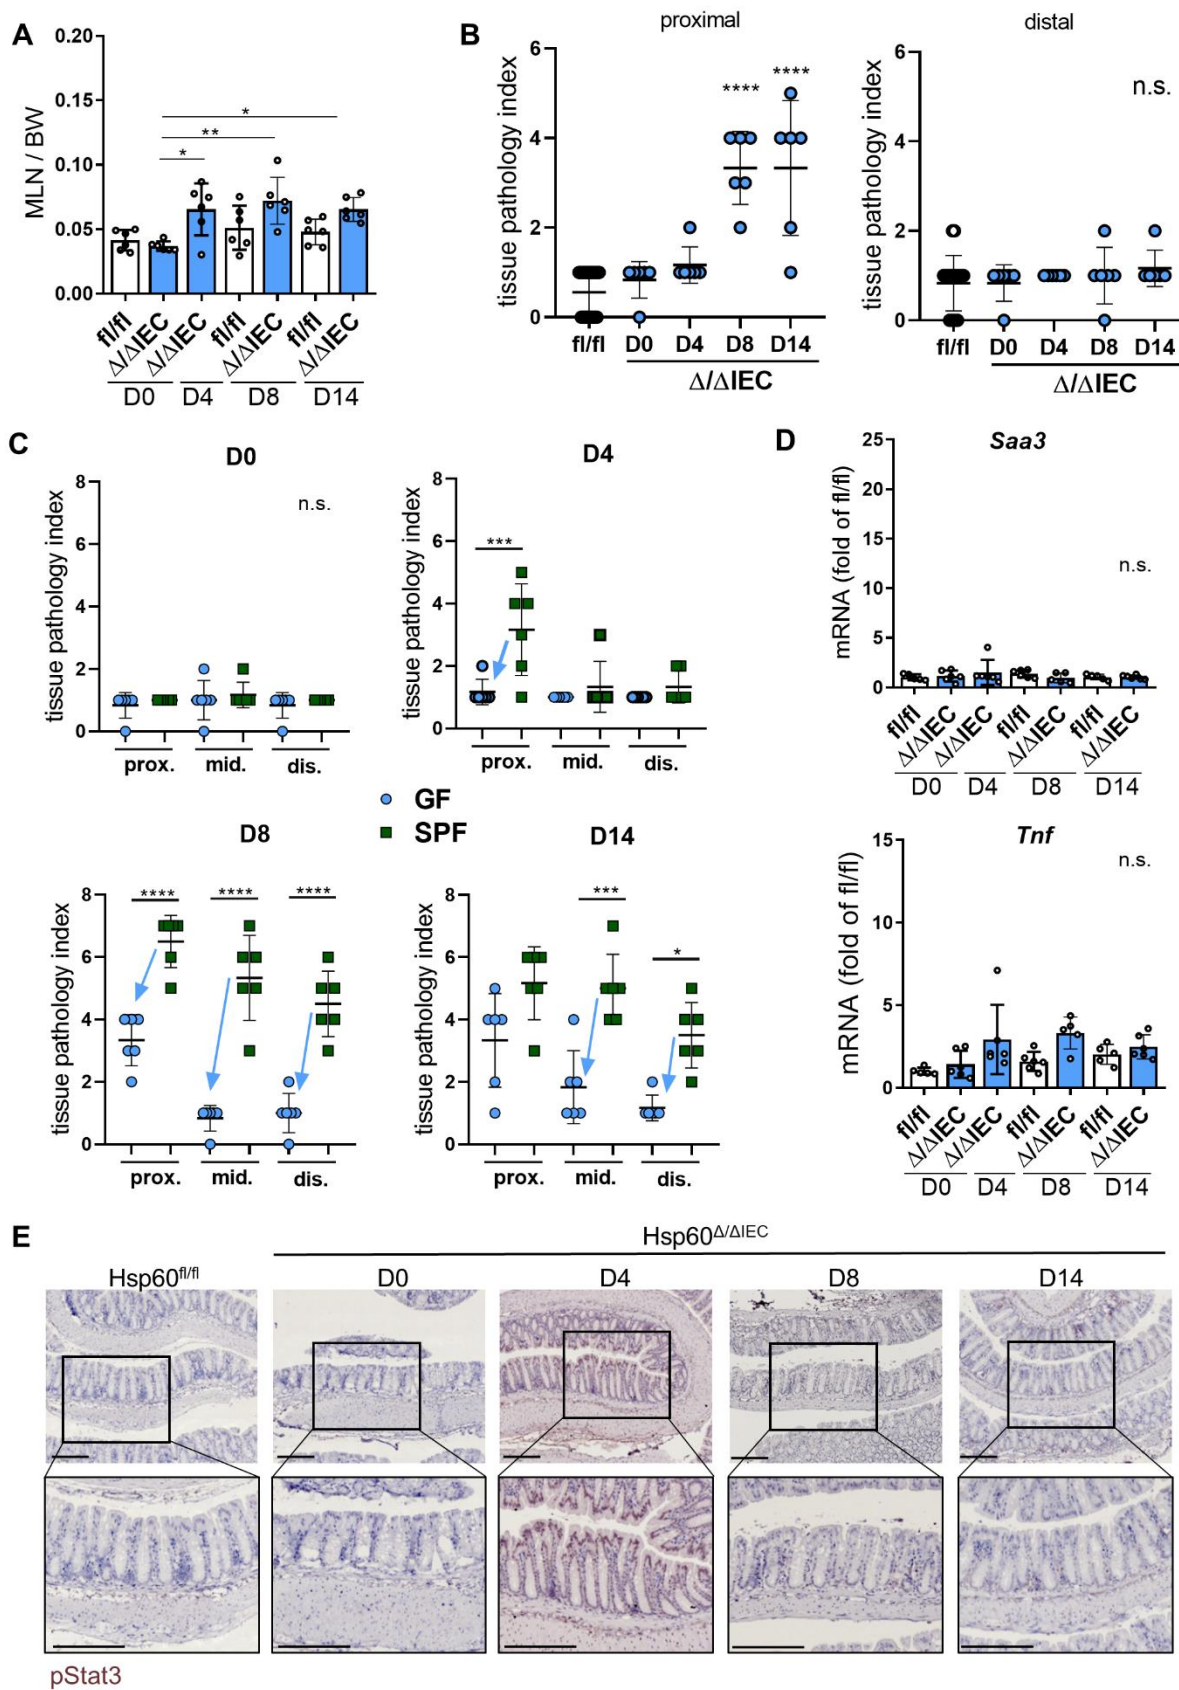 A
MLN / BW
0.20
0.15
0.10
0.05
0.00
*
**
*
fl/fl
Δ/ΔIEC
Δ/ΔIEC
fl/fl
Δ/ΔIEC
fl/fl
Δ/ΔIEC
D0
D4
D8
D14
B
proximal
tissue pathology index
6
4
2
0
****
****
fl/fl
D0
D4
D8
D14
Δ/ΔIEC
distal
tissue pathology index
6
4
2
0
n.s.
fl/fl
D0
D4
D8
D14
Δ/ΔIEC
C
D0
tissue pathology index
8
6
4
2
0
n.s.
prox.
mid.
dis.
D4
tissue pathology index
8
6
4
2
0
***
prox.
mid.
dis.
GF
SPF
D8
tissue pathology index
8
6
4
2
0
****
****
****
prox.
mid.
dis.
D14
tissue pathology index
8
6
4
2
0
***
*
prox.
mid.
dis.
D
Saa3
mRNA (fold of fl/fl)
25
20
15
10
5
0
n.s.
fl/fl
Δ/ΔIEC
Δ/ΔIEC
fl/fl
Δ/ΔIEC
fl/fl
Δ/ΔIEC
D0
D4
D8
D14
Tnf
mRNA (fold of fl/fl)
15
10
5
0
n.s.
fl/fl
Δ/ΔIEC
Δ/ΔIEC
fl/fl
Δ/ΔIEC
fl/fl
Δ/ΔIEC
D0
D4
D8
D14
E
Hsp60Δ/ΔIEC
Hsp60fl/fl
D0
D4
D8
D14
pStat3